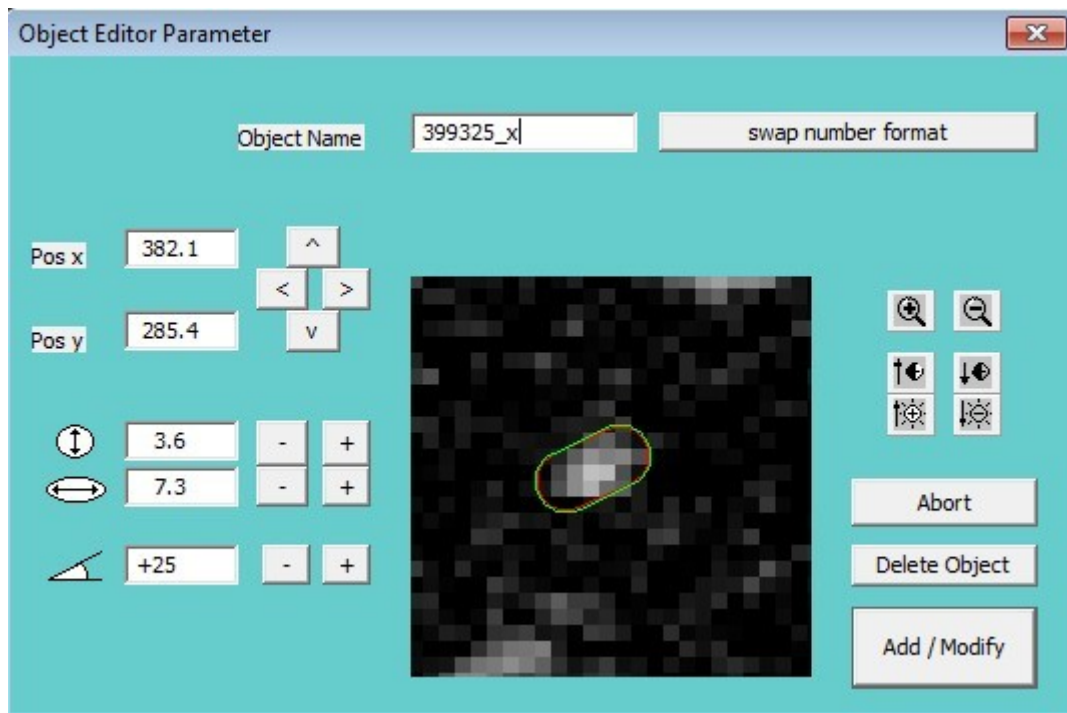 Object Editor Parameter
Object Name 399325_x swap number format
Pos x 382.1 ^
< >
Pos y 285.4 v
3.6 - +
7.3 - +
+25 - +
Abort
Delete Object
Add / Modify